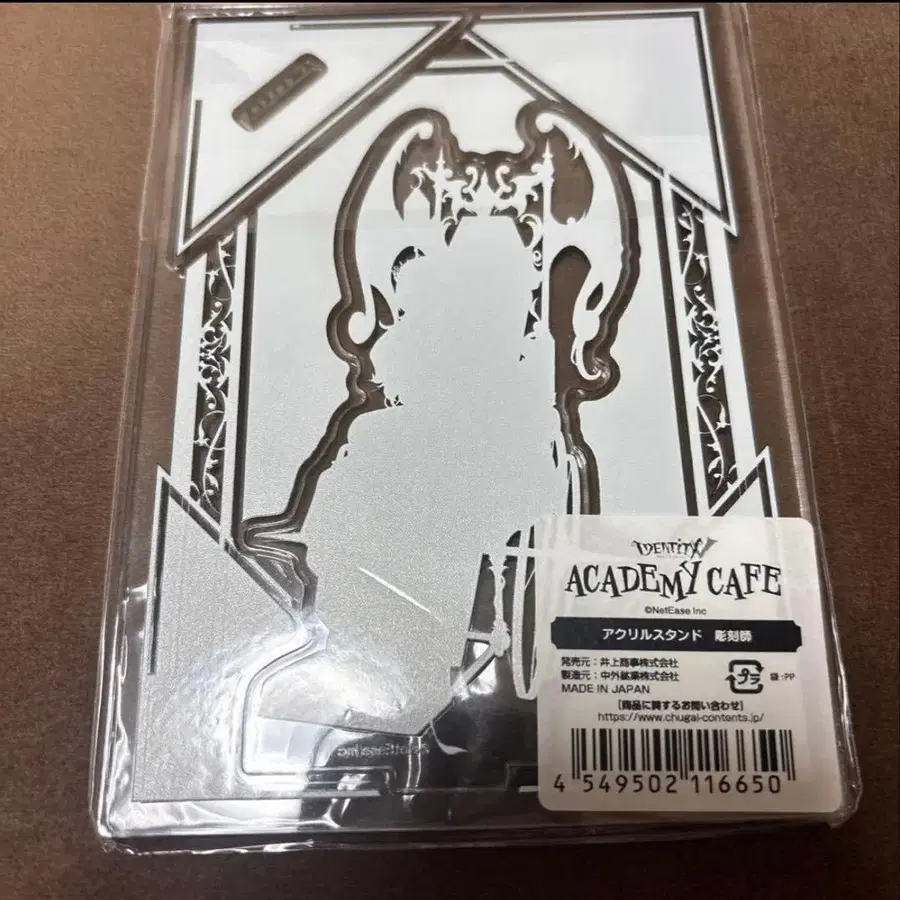 IDENTITY V
ACADEMY CAFE
©NetEase Inc
アクリルスタンド 彫刻師
発売元：井上商事株式会社
製造元：中外鉱業株式会社
MADE IN JAPAN
プラ
袋:PP
[商品に関するお問い合わせ]
https://www.chugai-contents.jp/
4 549502 116650
©NetEase Inc